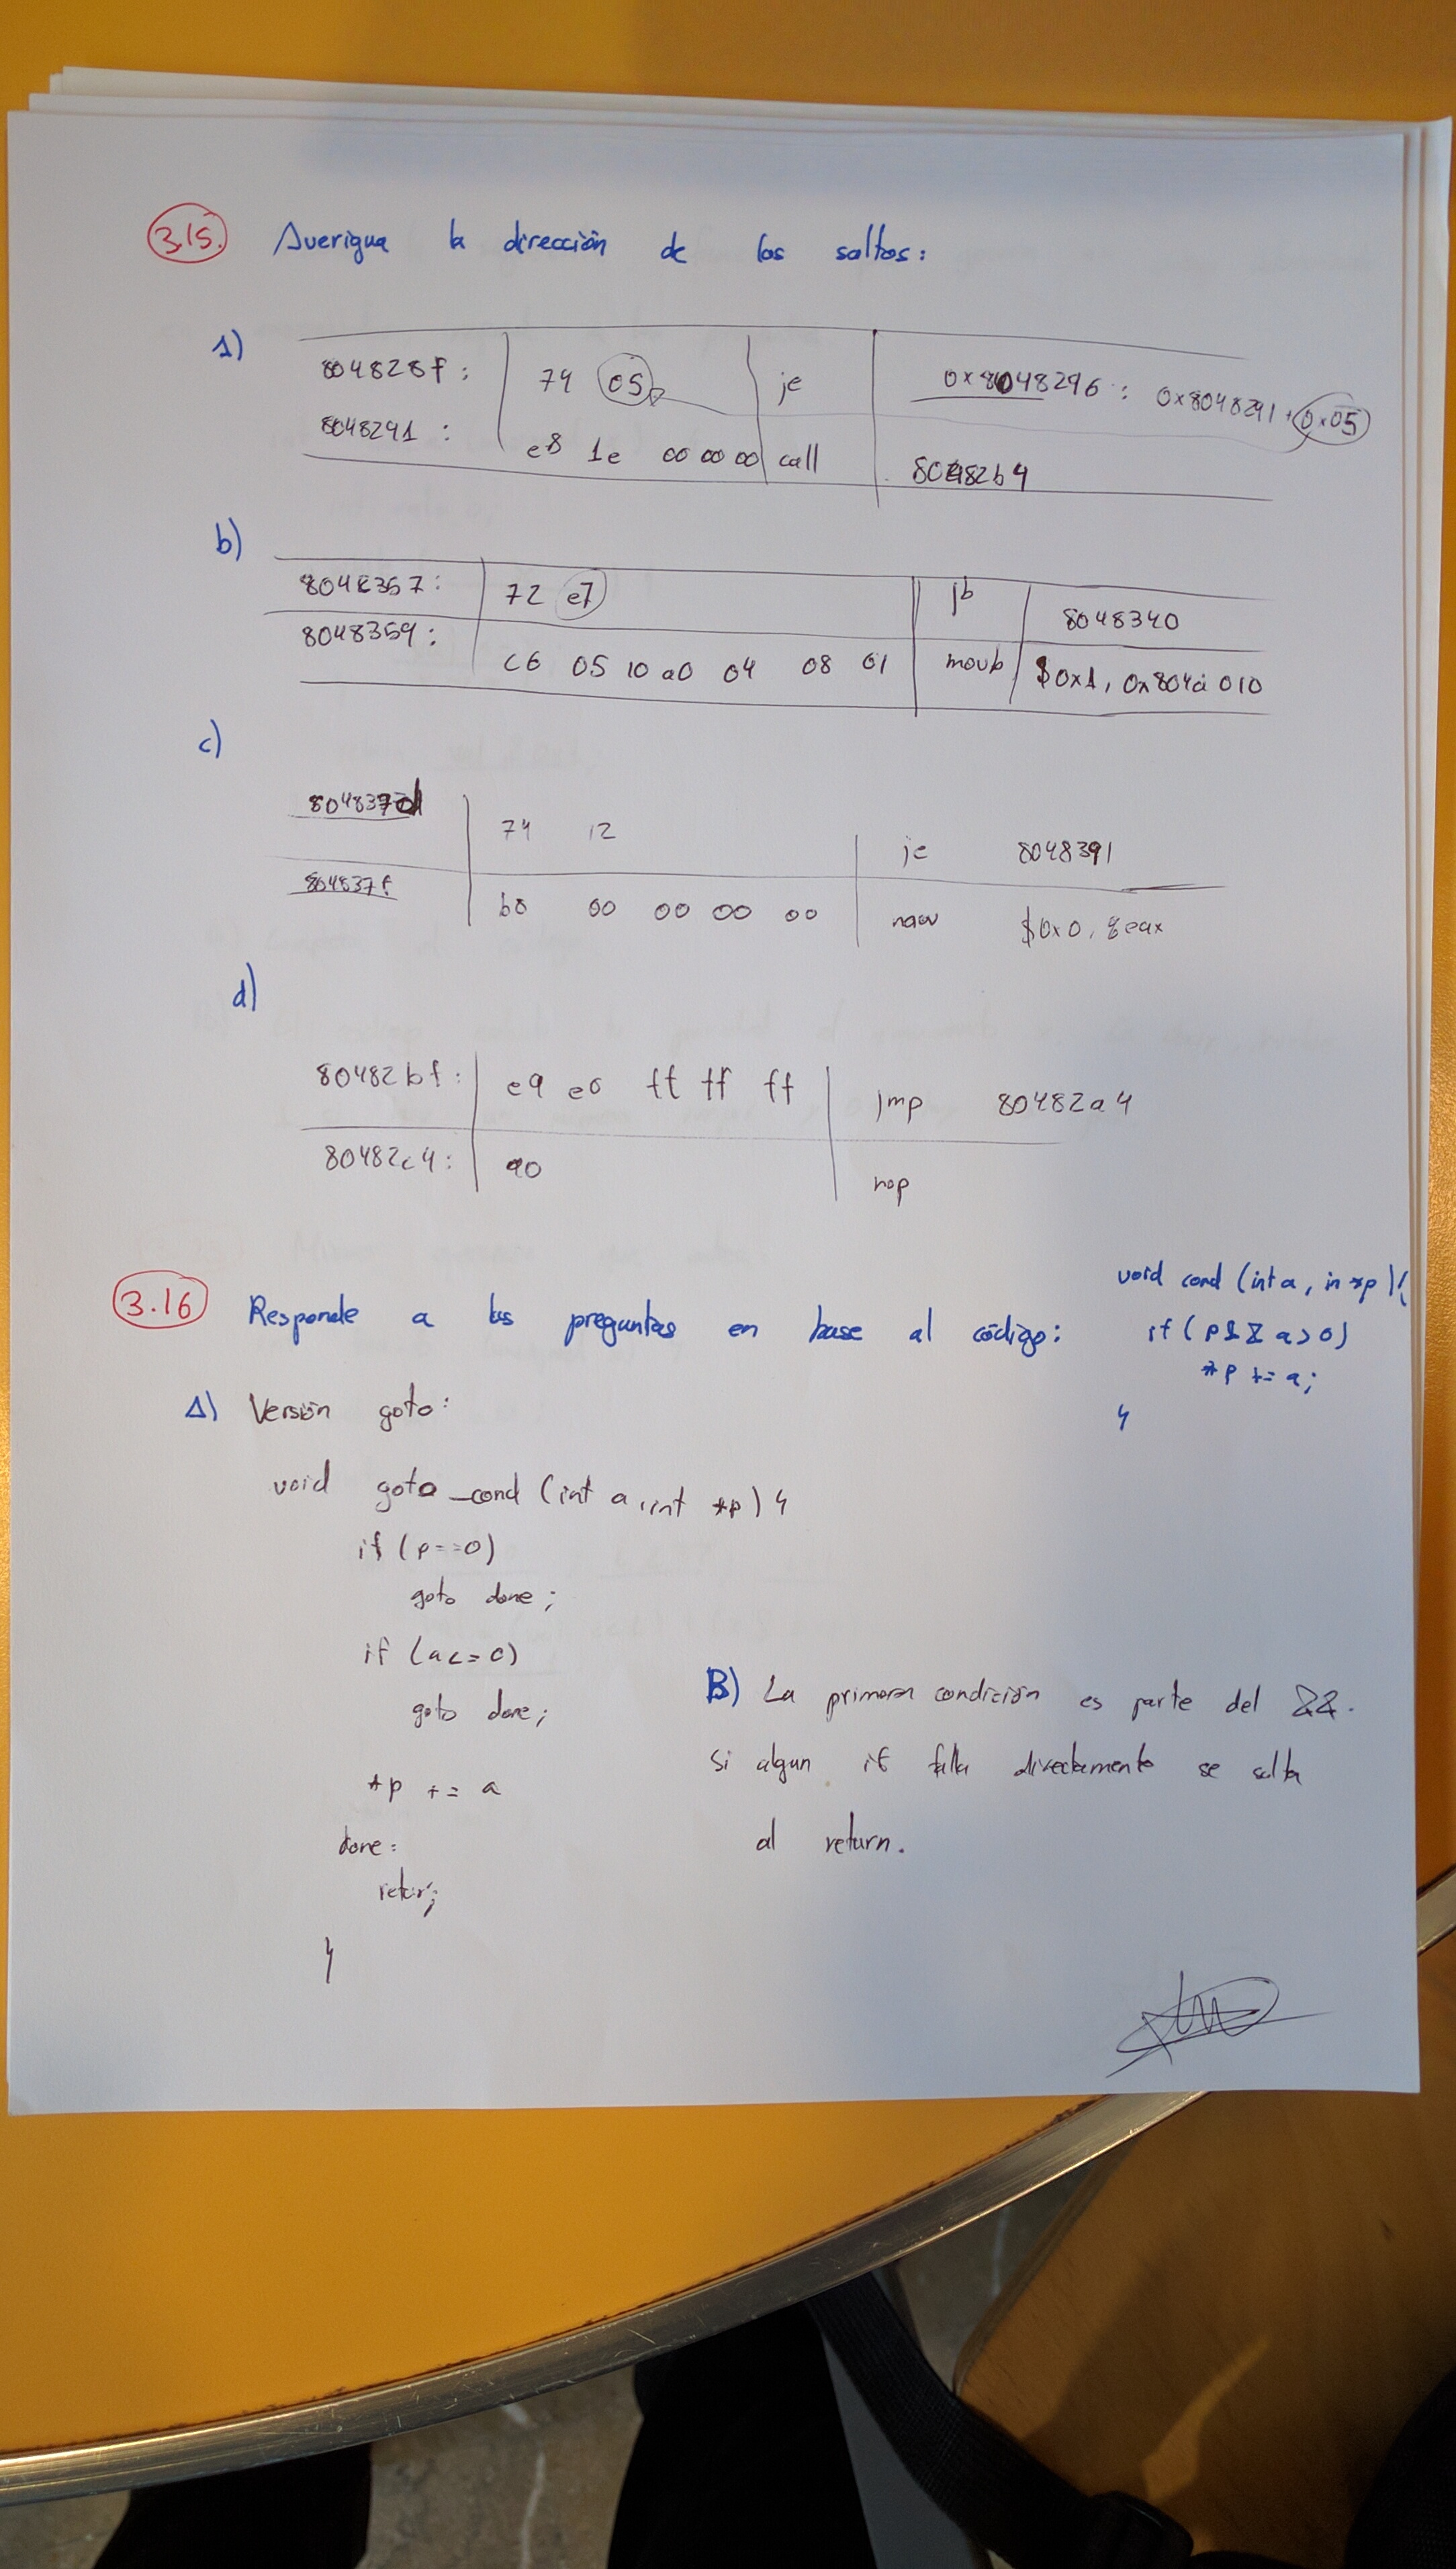 3.15. Averigua la dirección de los saltos:
a)
804828f: 74 05 je 0x8048296: 0x8048291 + 0x05
8048291: e8 1e 00 00 00 call 80482b4
b)
8048357: 72 e7 jb 8048340
8048359: c6 05 10 a0 04 08 01 movb $0x1, 0x804a010
c)
804837d 74 12 je 8048391
804837f b8 00 00 00 00 mov $0x0, %eax
d)
80482bf: e9 e0 ff ff ff jmp 80482a4
80482c4: 90 nop
3.16 Responde a las preguntas en base al código:
void cond (int a, in *p){
if (p && a>0)
*p += a;
}
A) Versión goto:
void goto_cond (int a, int *p) {
if (p==0)
goto done;
if (a<=0)
goto done;
*p += a
done:
retur;
}
B) La primera condición es parte del &&.
Si algun if falla directamente se salta
al return.